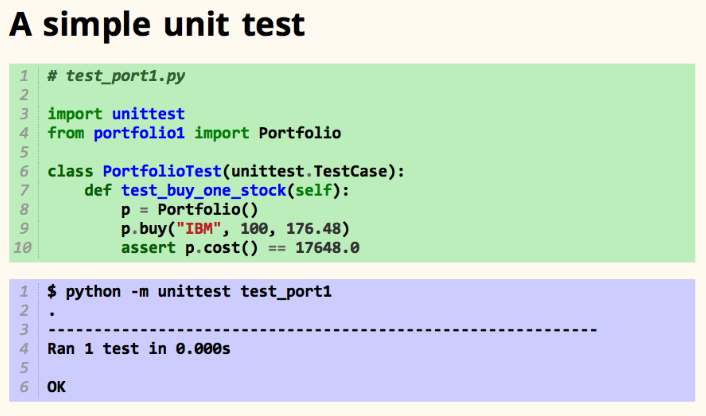 A simple unit test
1 # test_port1.py
2
3 import unittest
4 from portfolio1 import Portfolio
5
6 class PortfolioTest(unittest.TestCase):
7     def test_buy_one_stock(self):
8         p = Portfolio()
9         p.buy("IBM", 100, 176.48)
10         assert p.cost() == 17648.0
1 $ python -m unittest test_port1
2 .
3 ------------------------------------------------------------
4 Ran 1 test in 0.000s
5
6 OK